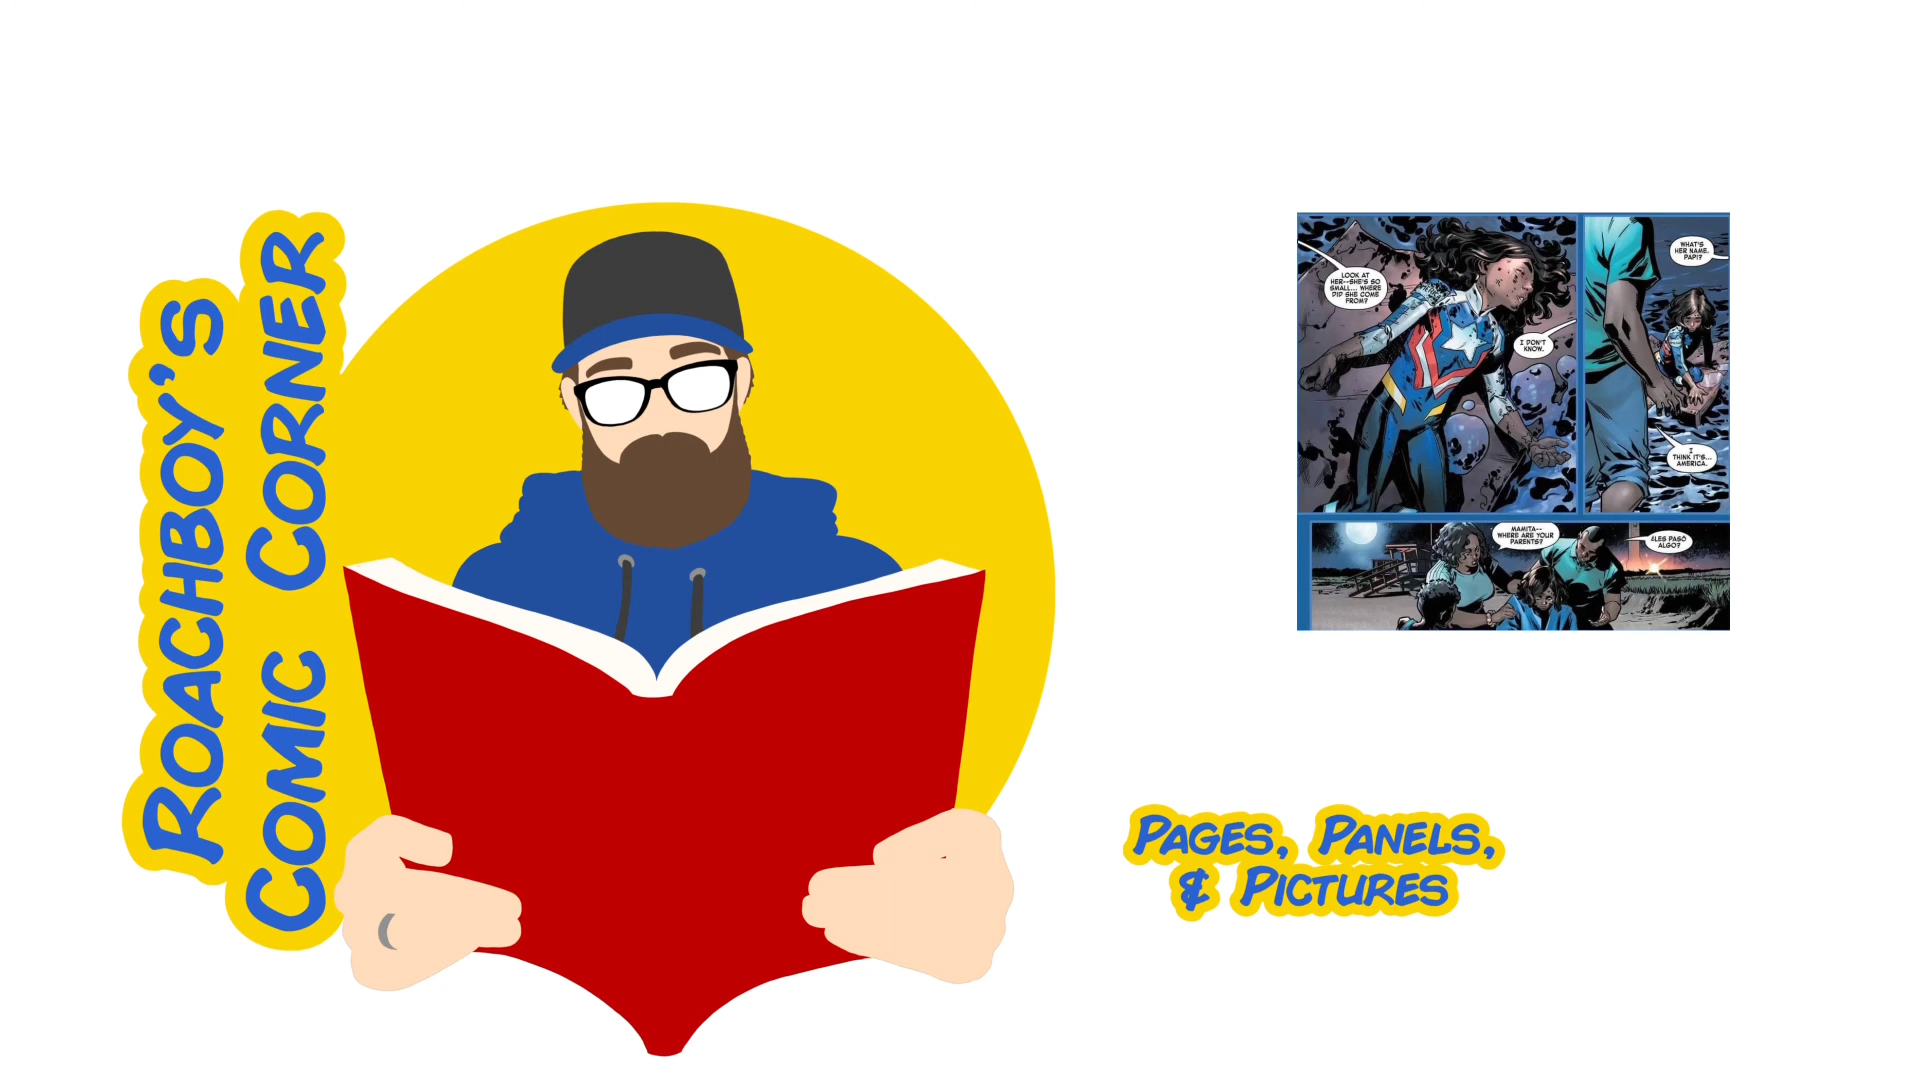 ROACHBOY'S
COMIC CORNER
LOOK AT
HER--SHE'S SO
SMALL... WHERE
DID SHE COME
FROM?
I DON'T
KNOW.
WHAT'S
HER NAME,
PAPI?
I
THINK IT'S...
AMERICA.
MAMITA--
WHERE ARE YOUR
PARENTS?
¿LES PASÓ
ALGO?
PAGES, PANELS,
& PICTURES